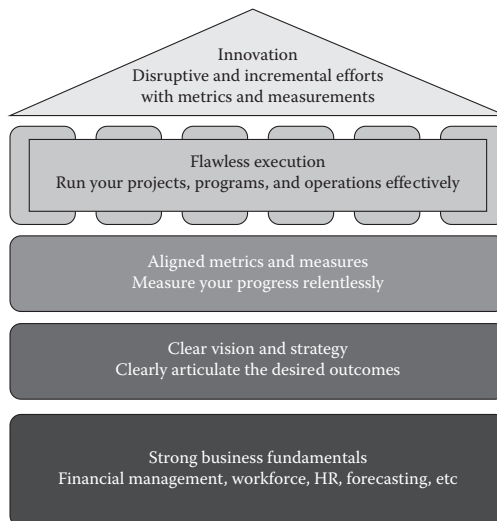 Innovation
Disruptive and incremental efforts
with metrics and measurements
Flawless execution
Run your projects, programs, and operations effectively
Aligned metrics and measures
Measure your progress relentlessly
Clear vision and strategy
Clearly articulate the desired outcomes
Strong business fundamentals
Financial management, workforce, HR, forecasting, etc